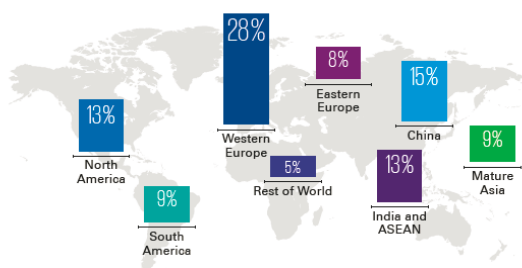 28%
Western
Europe
8%
Eastern
Europe
15%
China
13%
North
America
9%
Mature
Asia
5%
Rest of World
13%
India and
ASEAN
9%
South
America